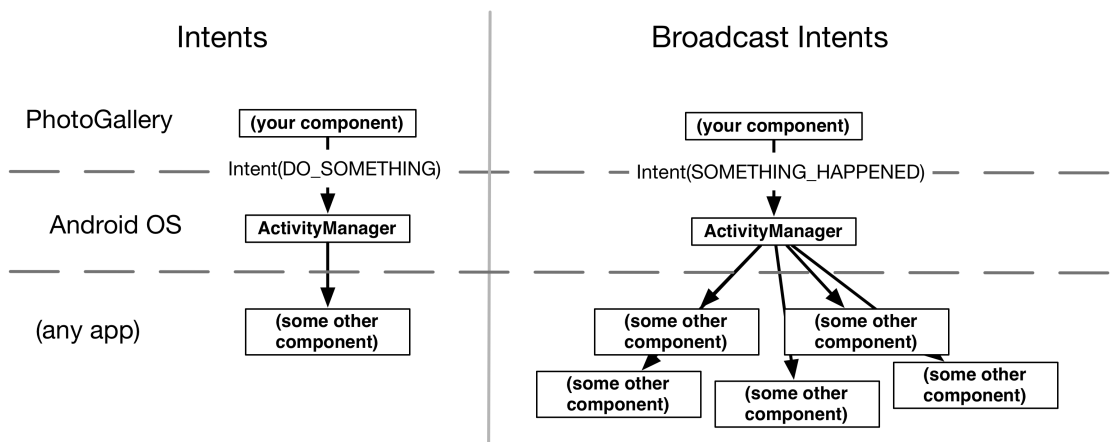 Intents
Broadcast Intents
PhotoGallery
(your component)
(your component)
Intent(DO_SOMETHING)
Intent(SOMETHING_HAPPENED)
Android OS
ActivityManager
ActivityManager
(any app)
(some other
component)
(some other
component)
(some other
component)
(some other
component)
(some other
component)
(some other
component)